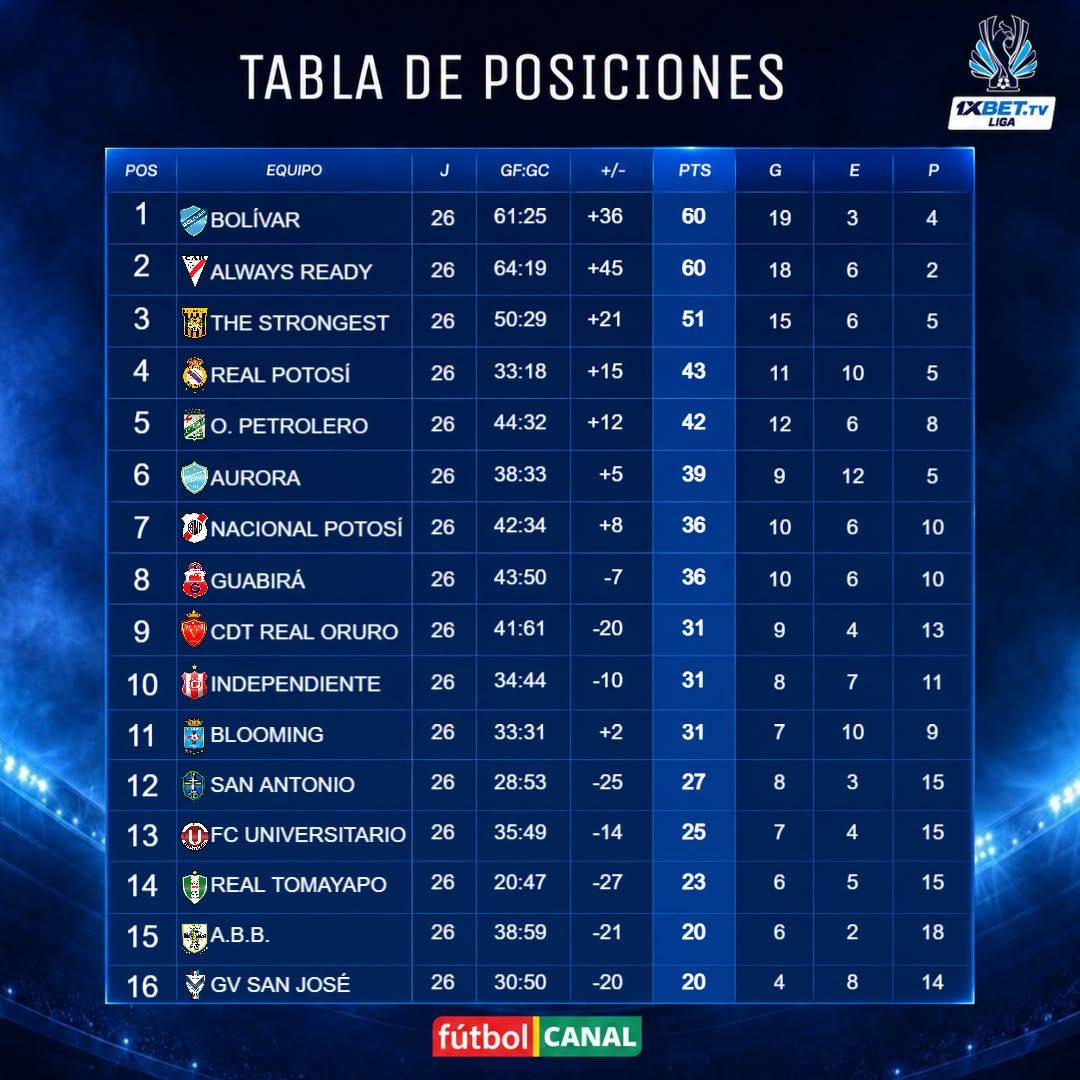 TABLA DE POSICIONES
1XBET.TV
LIGA
POS EQUIPO J GF:GC +/- PTS G E P
1 BOLÍVAR 26 61:25 +36 60 19 3 4
2 ALWAYS READY 26 64:19 +45 60 18 6 2
3 THE STRONGEST 26 50:29 +21 51 15 6 5
4 REAL POTOSÍ 26 33:18 +15 43 11 10 5
5 O. PETROLERO 26 44:32 +12 42 12 6 8
6 AURORA 26 38:33 +5 39 9 12 5
7 NACIONAL POTOSÍ 26 42:34 +8 36 10 6 10
8 GUABIRÁ 26 43:50 -7 36 10 6 10
9 CDT REAL ORURO 26 41:61 -20 31 9 4 13
10 INDEPENDIENTE 26 34:44 -10 31 8 7 11
11 BLOOMING 26 33:31 +2 31 7 10 9
12 SAN ANTONIO 26 28:53 -25 27 8 3 15
13 FC UNIVERSITARIO 26 35:49 -14 25 7 4 15
14 REAL TOMAYAPO 26 20:47 -27 23 6 5 15
15 A.B.B. 26 38:59 -21 20 6 2 18
16 GV SAN JOSÉ 26 30:50 -20 20 4 8 14
fútbol CANAL